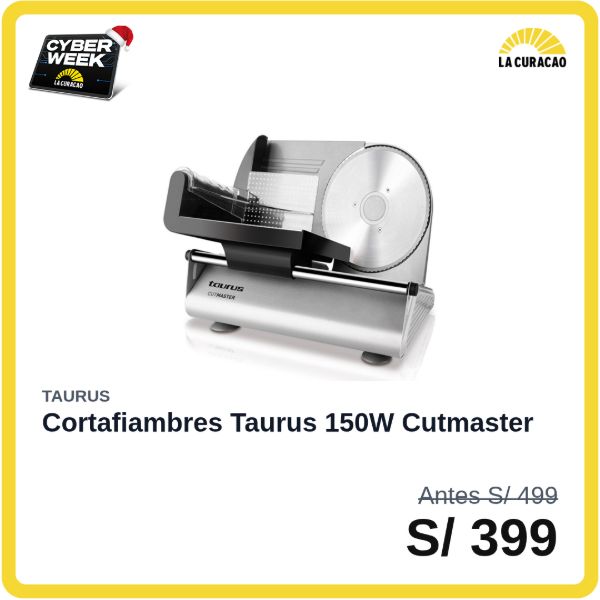 CYBER
WEEK
LA CURACAO
LA CURACAO
taurus
CUTMASTER
TAURUS
Cortafiambres Taurus 150W Cutmaster
Antes S/ 499
S/ 399